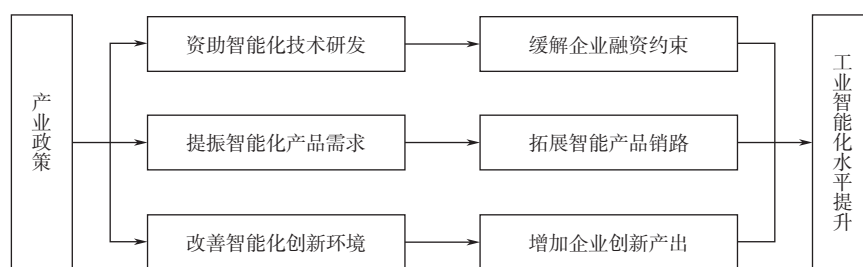 产业政策
资助智能化技术研发
缓解企业融资约束
提振智能化产品需求
拓展智能产品销路
改善智能化创新环境
增加企业创新产出
工业智能化水平提升